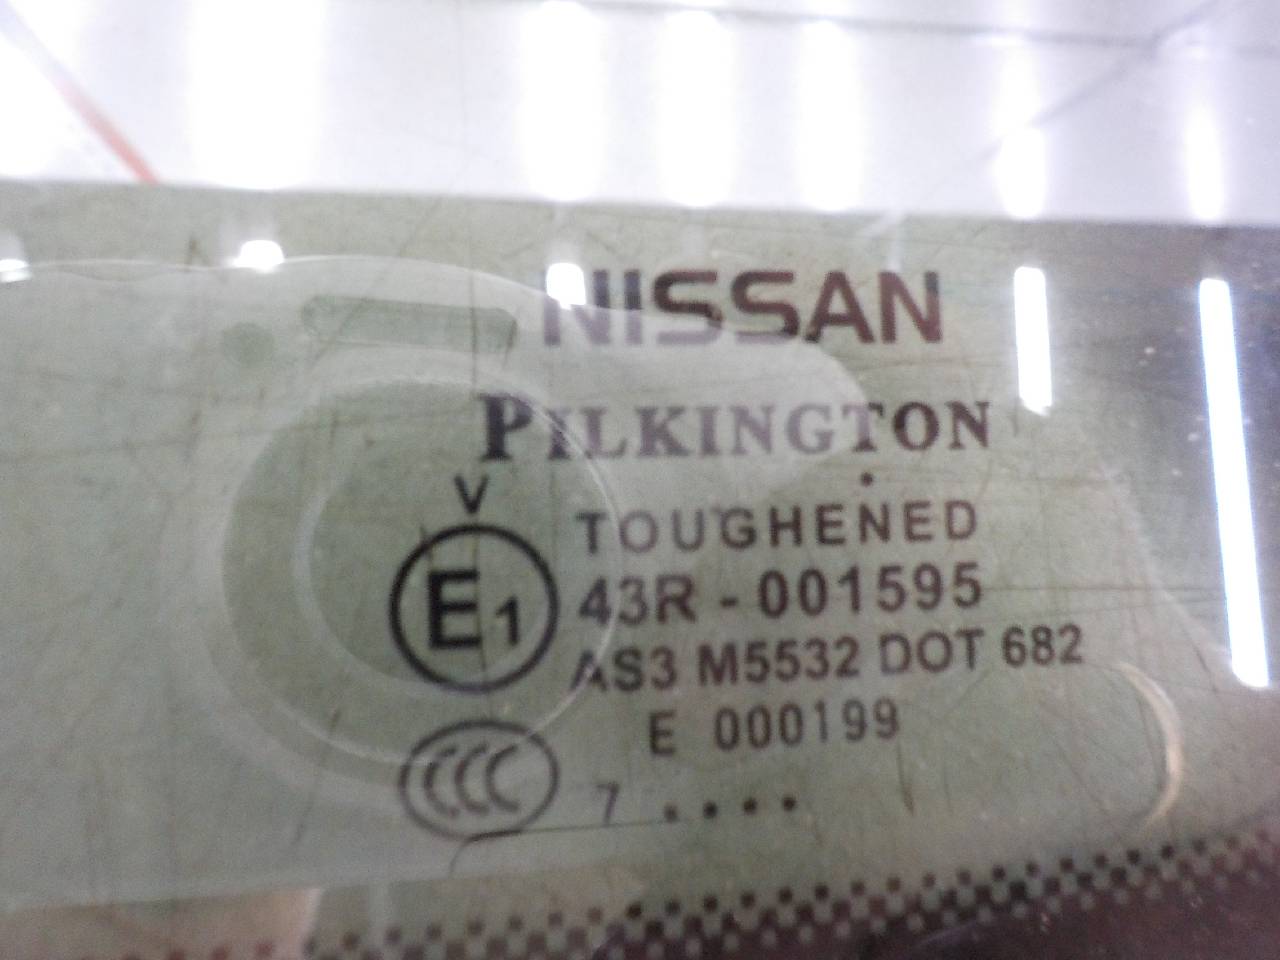 NISSAN
PILKINGTON
V
TOUGHENED
E1
43R - 001595
AS3 M5532 DOT 682
E 000199
CCC
7 . . . .